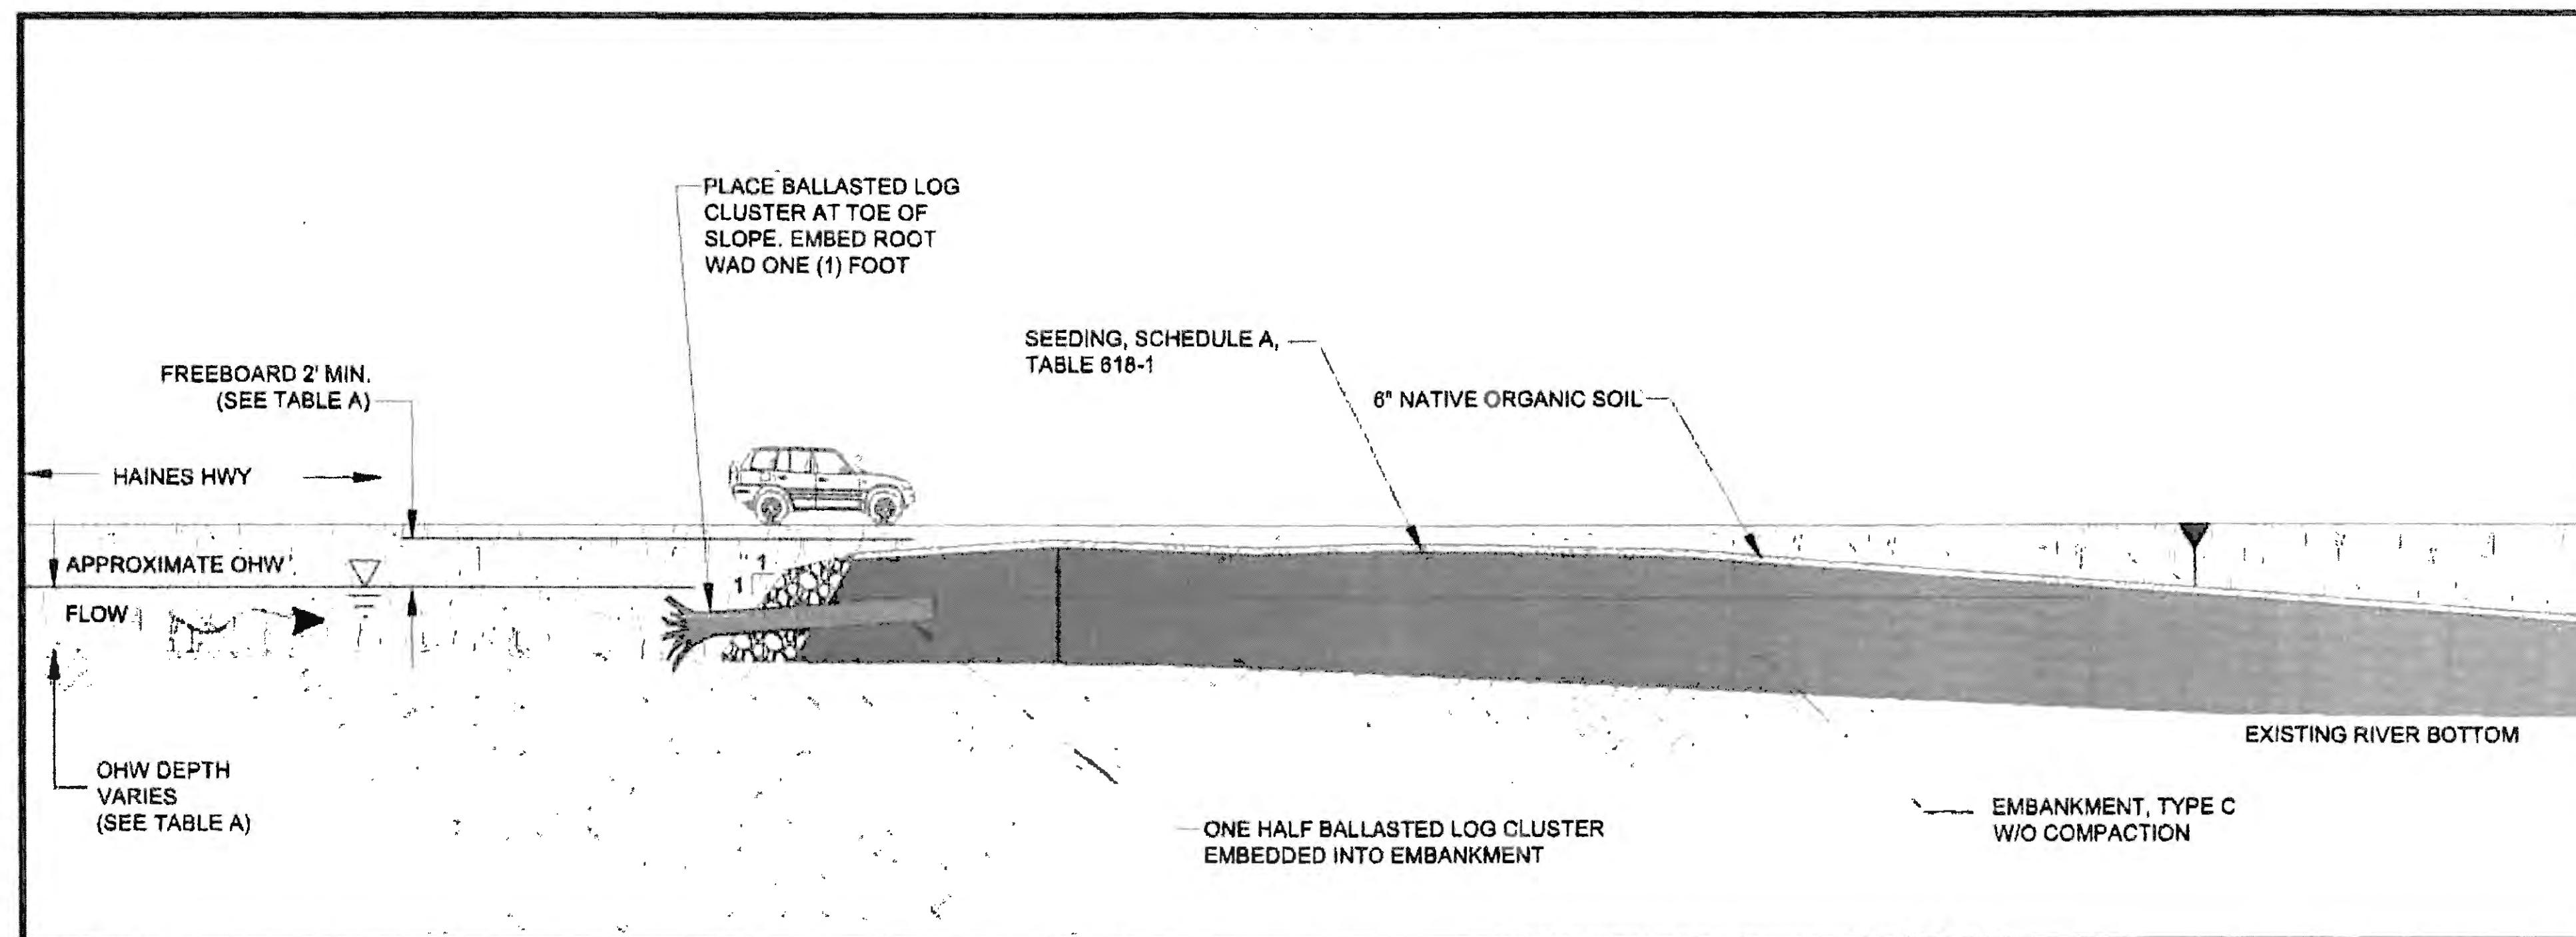 PLACE BALLASTED LOG
CLUSTER AT TOE OF
SLOPE. EMBED ROOT
WAD ONE (1) FOOT
SEEDING, SCHEDULE A,
TABLE 618-1
FREEBOARD 2' MIN.
(SEE TABLE A)
6" NATIVE ORGANIC SOIL
HAINES HWY
APPROXIMATE OHW
1
1
FLOW
EXISTING RIVER BOTTOM
OHW DEPTH
VARIES
(SEE TABLE A)
EMBANKMENT, TYPE C
W/O COMPACTION
ONE HALF BALLASTED LOG CLUSTER
EMBEDDED INTO EMBANKMENT